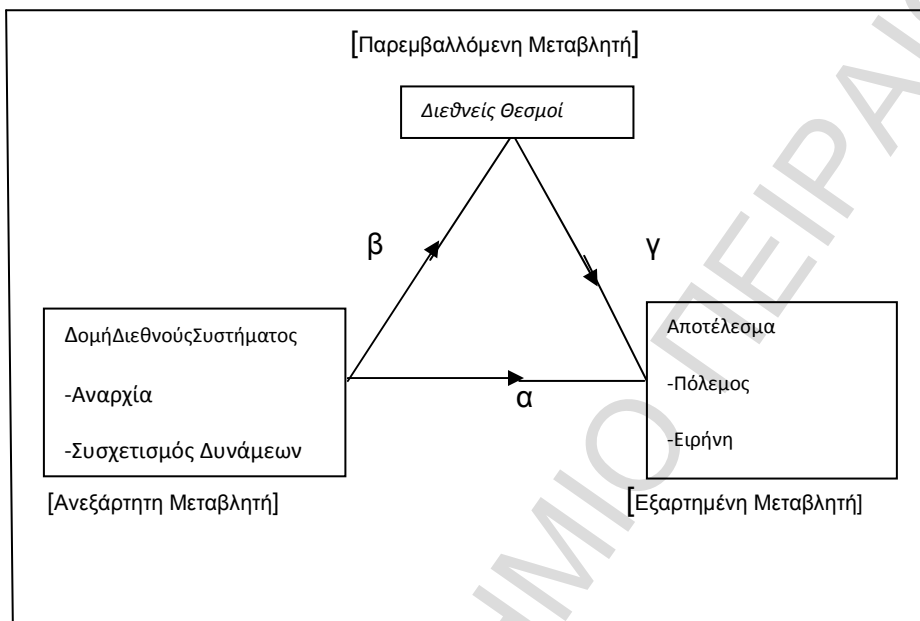 [Παρεμβαλλόμενη Μεταβλητή]
Διεθνείς Θεσμοί
β
γ
ΔομήΔιεθνούςΣυστήματος
-Αναρχία
-Συσχετισμός Δυνάμεων
α
Αποτέλεσμα
-Πόλεμος
-Ειρήνη
[Ανεξάρτητη Μεταβλητή]
[Εξαρτημένη Μεταβλητή]